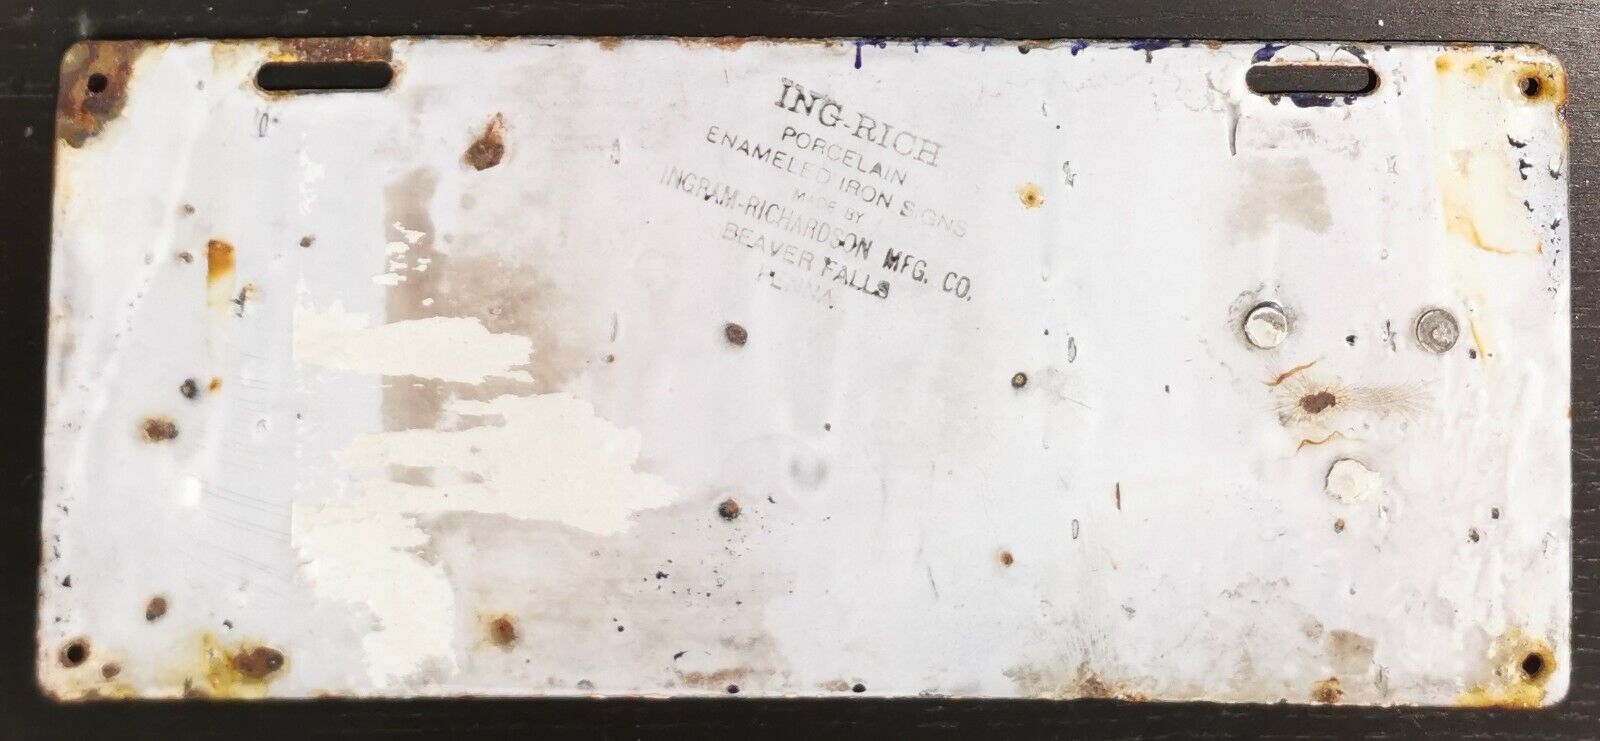 ING-RICH
PORCELAIN
ENAMELED IRON SIGNS
MADE BY
INGRAM-RICHARDSON MFG. CO.
BEAVER FALLS
PENNA.